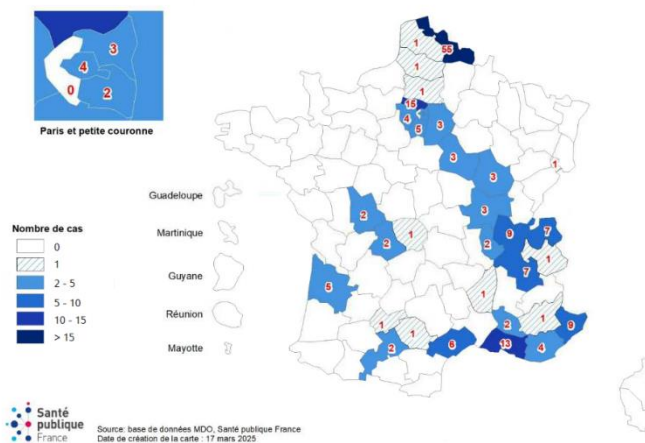 3
4
0
2
Paris et petite couronne
1
55
1
1
15
4
3
5
3
3
1
3
2
2
1
2
9
7
7
1
5
1
1
1
2
1
2
6
13
4
9
Guadeloupe
Martinique
Guyane
Réunion
Mayotte
Nombre de cas
0
1
2 - 5
5 - 10
10 - 15
> 15
Santé
publique
France
Source: base de données MDO, Santé publique France
Date de création de la carte : 17 mars 2025